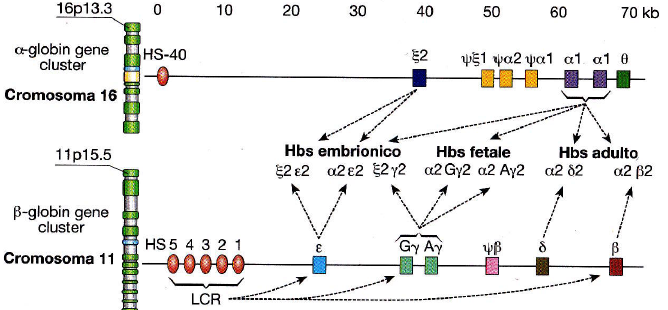 16p13.3
0 10 20 30 40 50 60 70 kb
α-globin gene
cluster
Cromosoma 16
HS-40
ξ2
ψξ1 ψα2 ψα1
α1 α1 θ
Hbs embrionico Hbs fetale Hbs adulto
ξ2 ε2 α2 ε2 ξ2 γ2 α2 Gγ2 α2 Aγ2 α2 δ2 α2 β2
11p15.5
β-globin gene
cluster
Cromosoma 11
HS 5 4 3 2 1
LCR
ε
Gγ Aγ
ψβ
δ
β